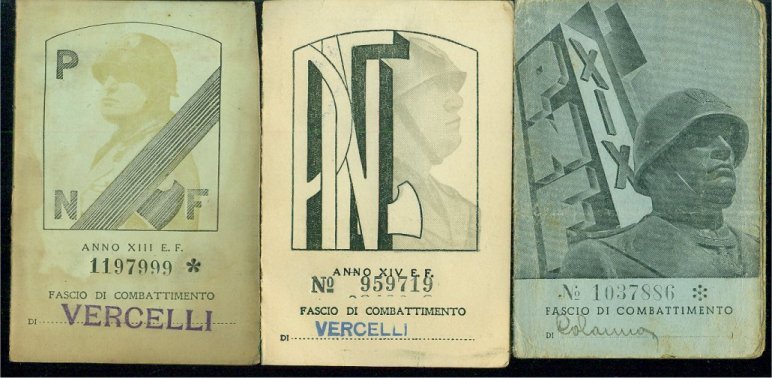 P
N F
ANNO XIII E. F.
1197999 *
FASCIO DI COMBATTIMENTO
DI VERCELLI
PNF
ANNO XIV E. F.
Nº 959719
FASCIO DI COMBATTIMENTO
DI VERCELLI
PNF
XIX
Nº 1037886 *
FASCIO DI COMBATTIMENTO
DI